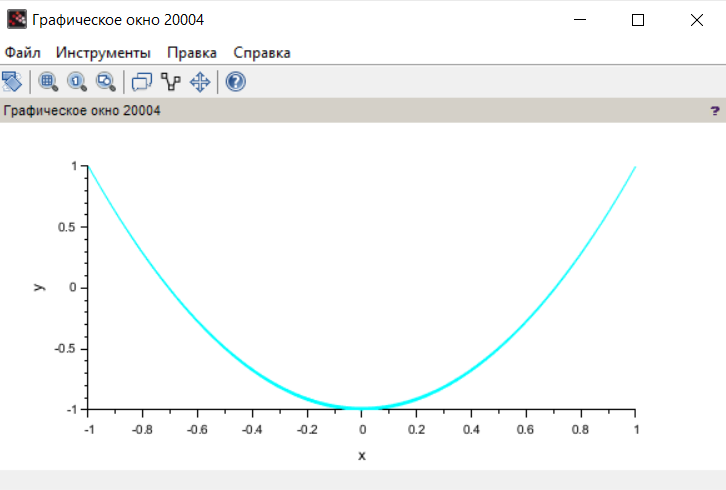 Графическое окно 20004
Файл Инструменты Правка Справка
Графическое окно 20004 ?
1
0.5
y 0
-0.5
-1
-1 -0.8 -0.6 -0.4 -0.2 0 0.2 0.4 0.6 0.8 1
x